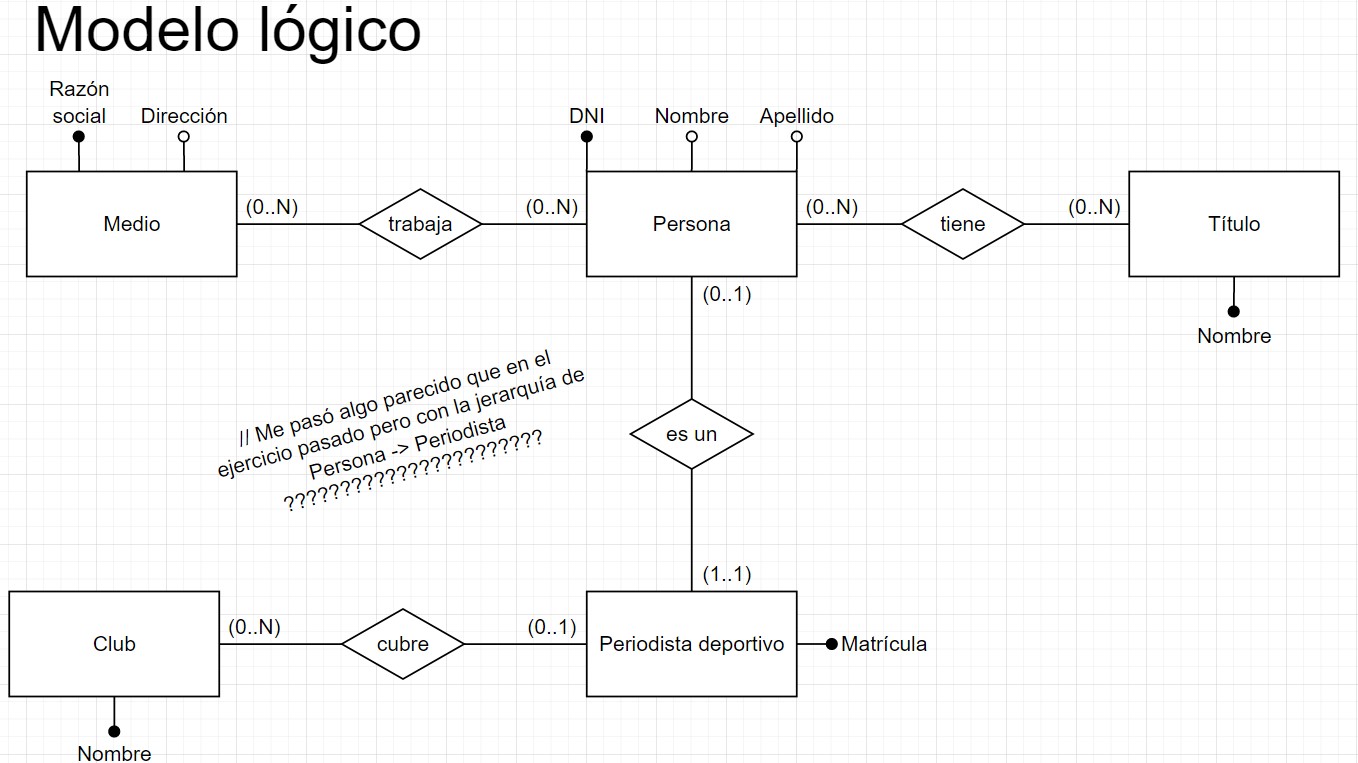 Modelo lógico
Razón
social
Dirección
DNI
Nombre
Apellido
Medio
(0..N)
trabaja
(0..N)
Persona
(0..N)
tiene
(0..N)
Título
(0..1)
Nombre
// Me pasó algo parecido que en el
ejercicio pasado pero con la jerarquía de
Persona -> Periodista
?????????????????????? 
es un
(1..1)
Club
(0..N)
cubre
(0..1)
Periodista deportivo
Matrícula
Nombre